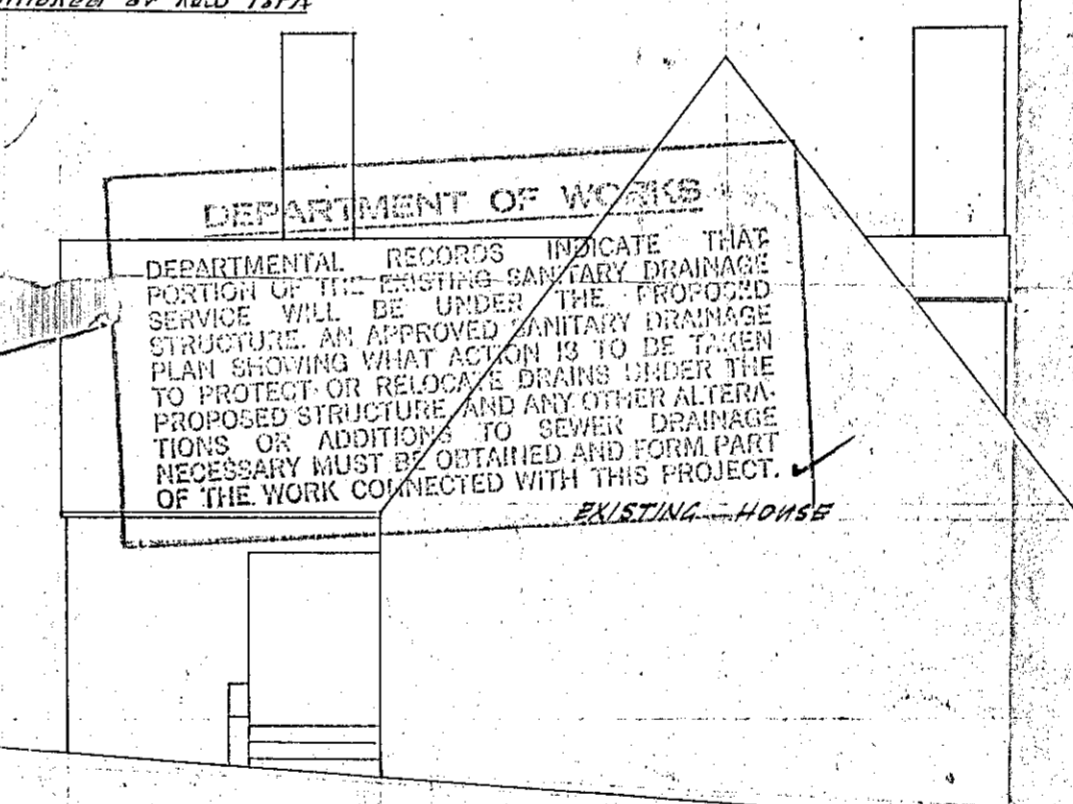 DEPARTMENT OF WORKS
DEPARTMENTAL RECORDS INDICATE THAT
PORTION OF THE EXISTING SANITARY DRAINAGE
SERVICE WILL BE UNDER THE PROPOSED
STRUCTURE. AN APPROVED SANITARY DRAINAGE
PLAN SHOWING WHAT ACTION IS TO BE TAKEN
TO PROTECT OR RELOCATE DRAINS UNDER THE
PROPOSED STRUCTURE, AND ANY OTHER ALTERA-
TIONS OR ADDITIONS TO SEWER DRAINAGE
NECESSARY MUST BE OBTAINED AND FORM PART
OF THE WORK CONNECTED WITH THIS PROJECT.
EXISTING - HOUSE